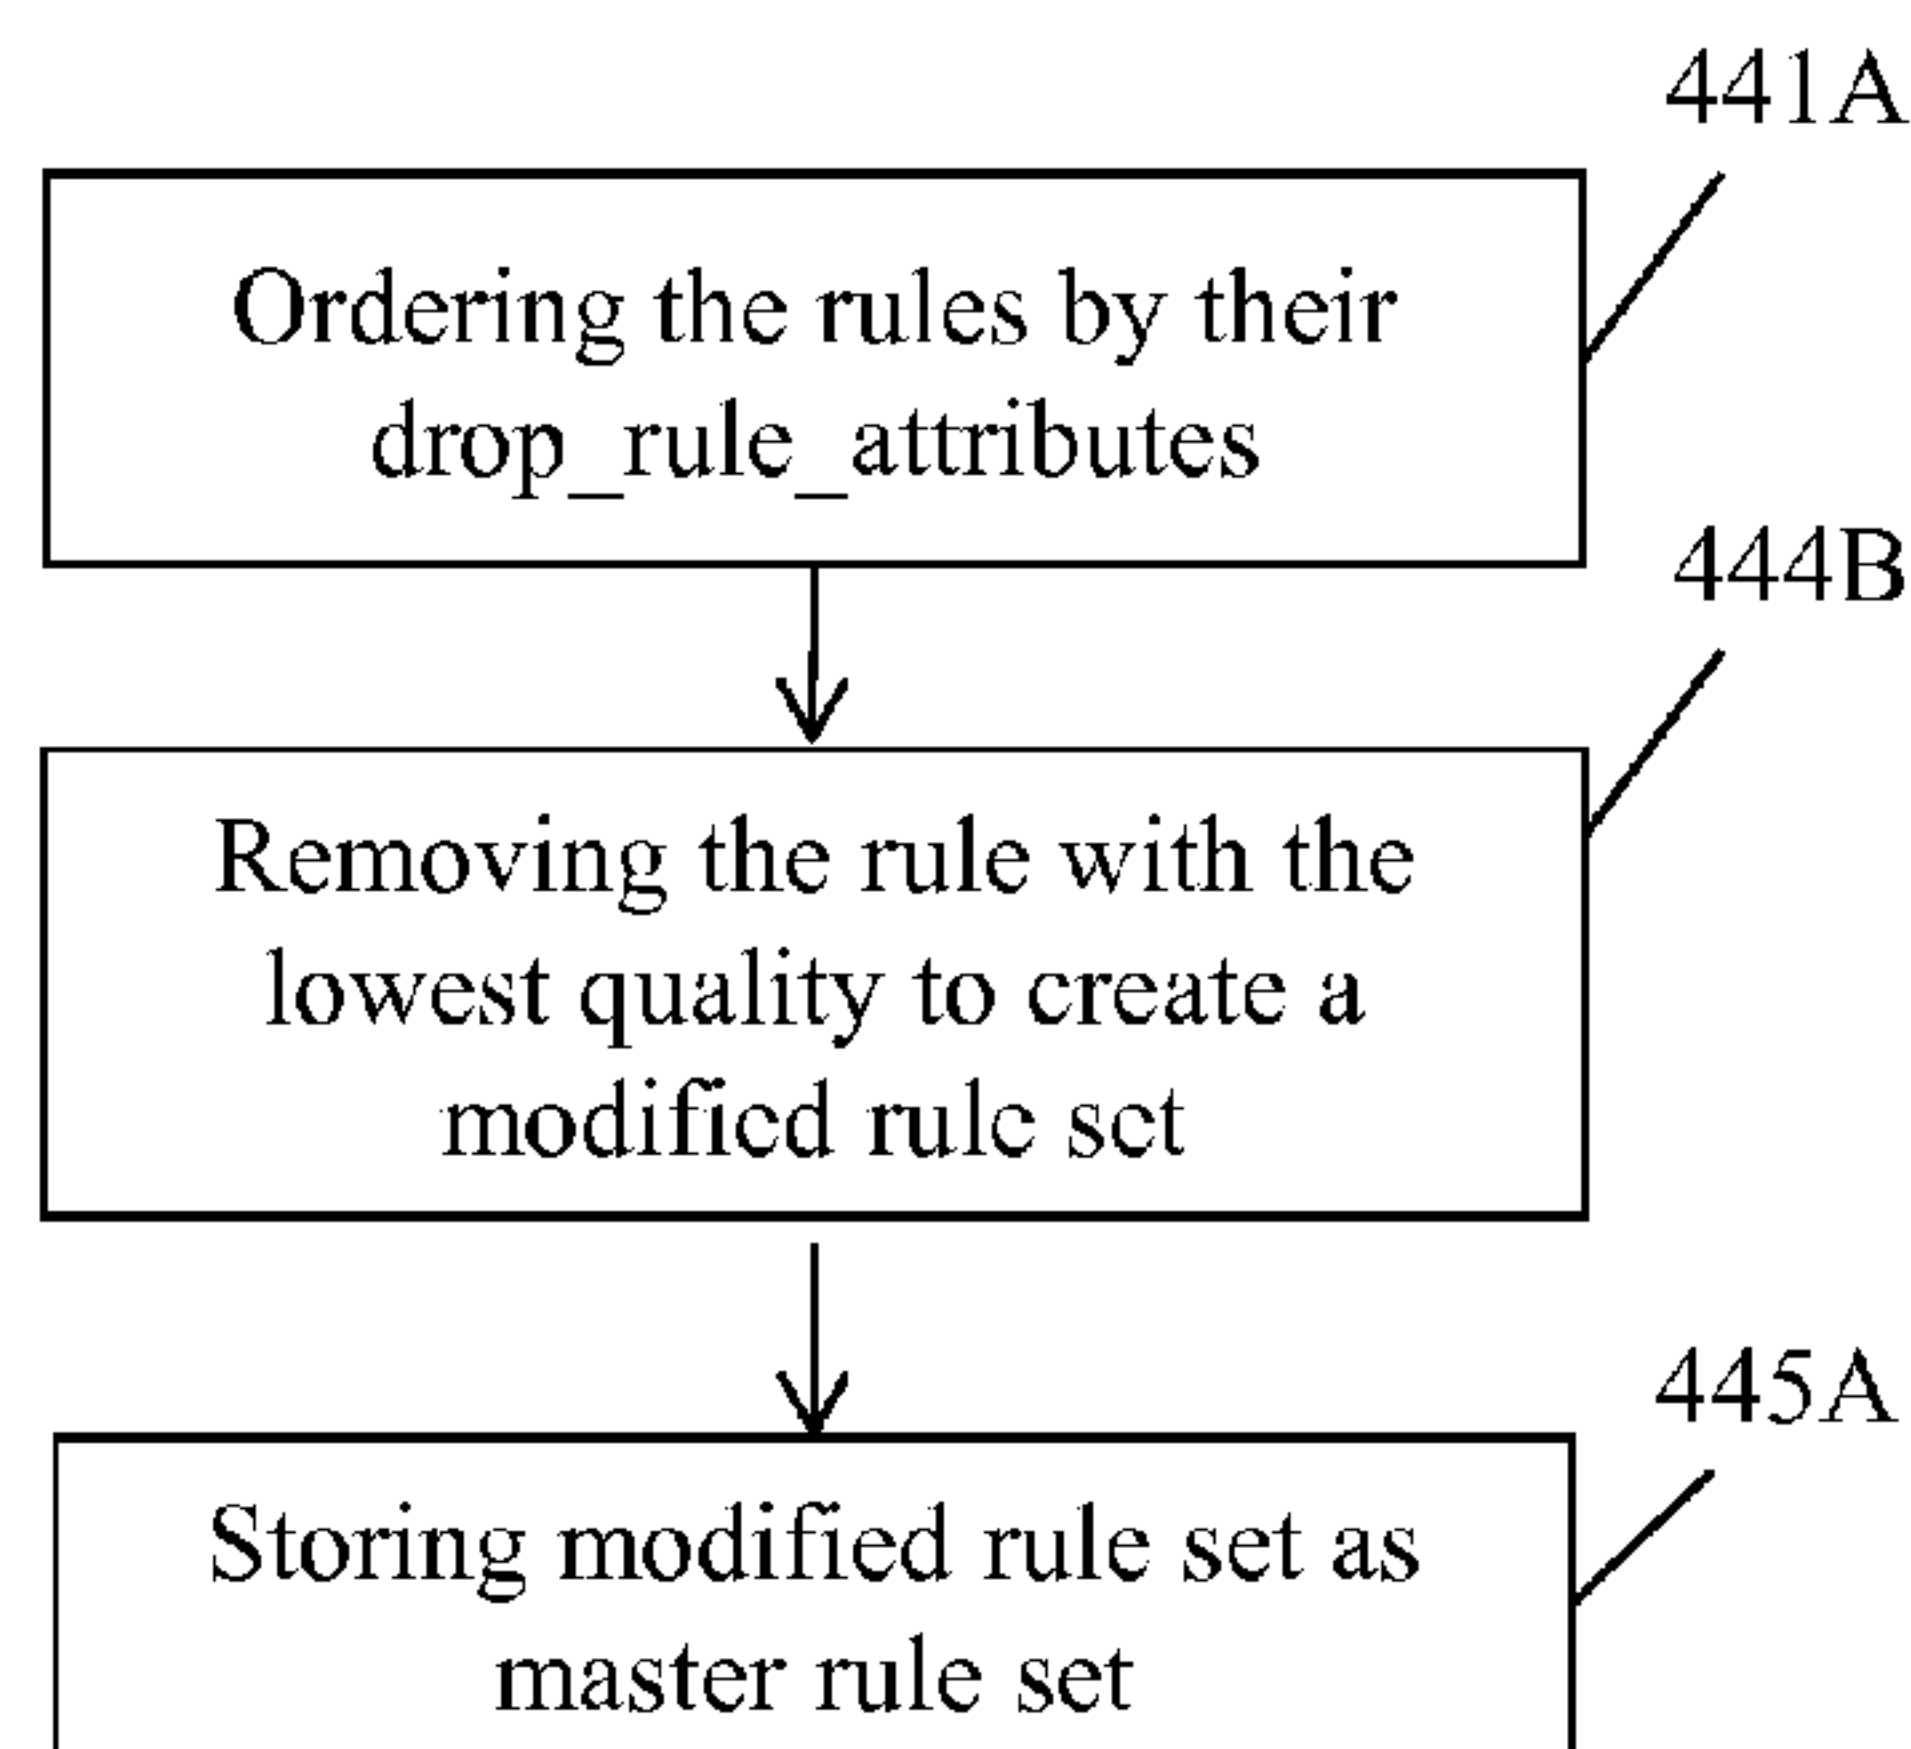 441A
Ordering the rules by their
drop_rule_attributes
444B
Removing the rule with the
lowest quality to create a
modified rule set
445A
Storing modified rule set as
master rule set